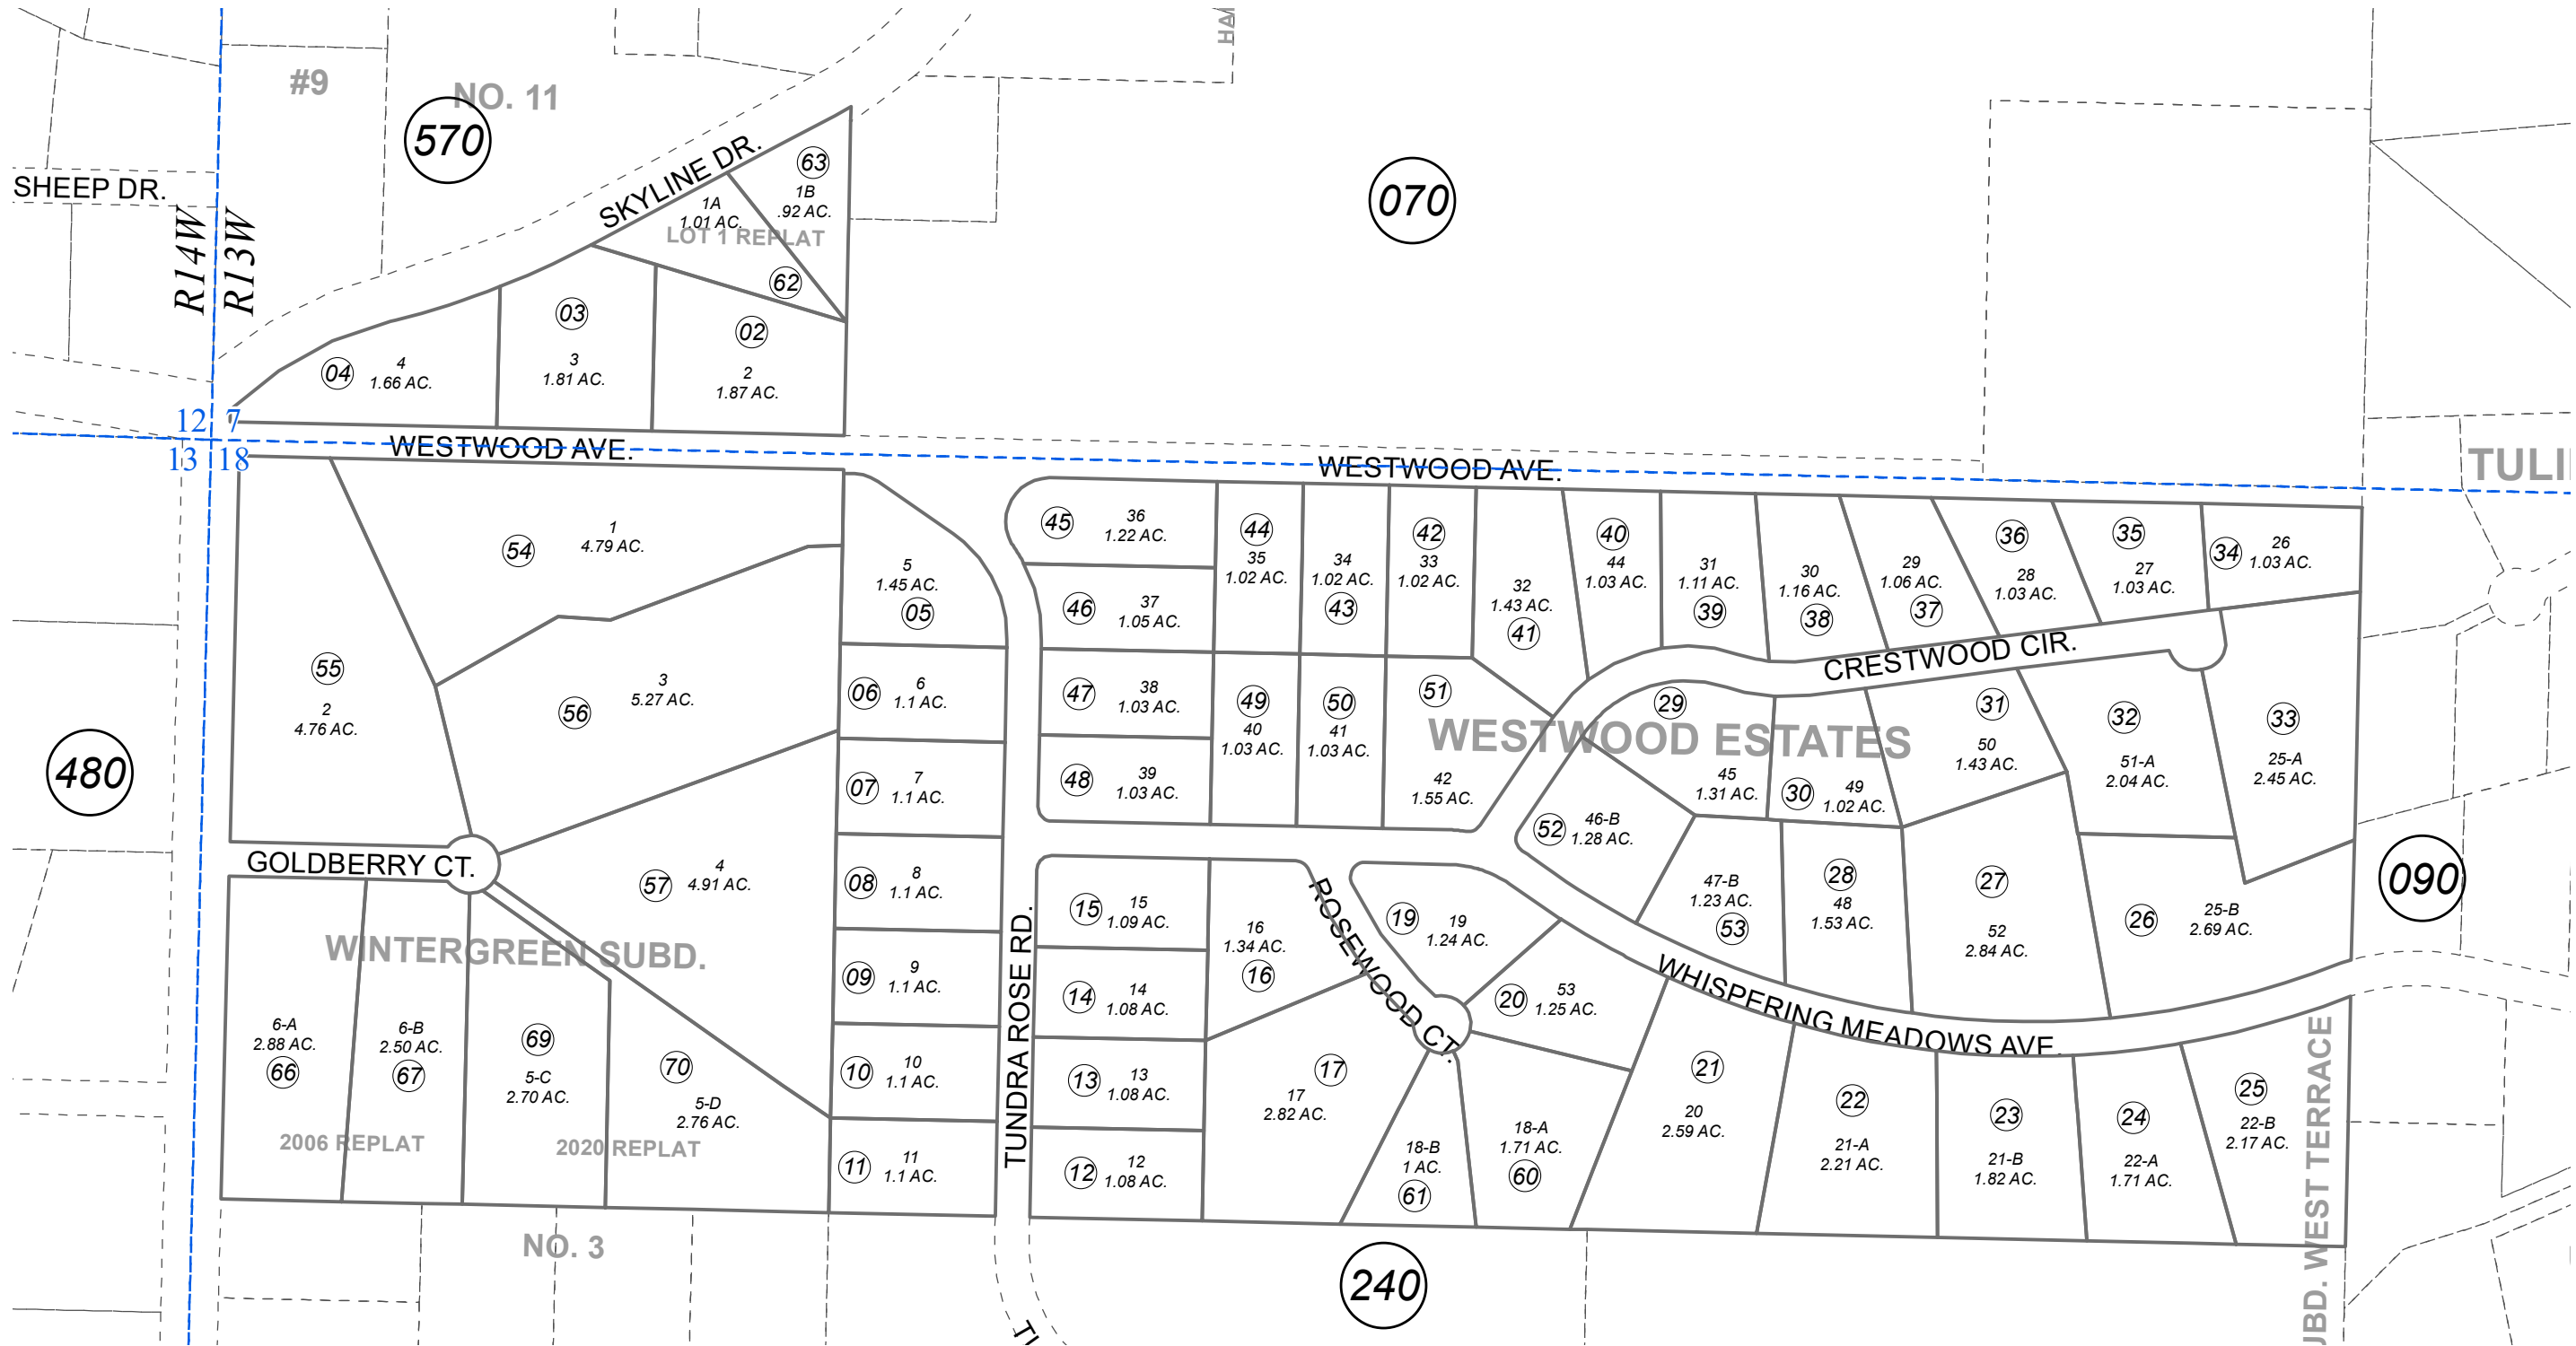 #9
NO. 11
570
HA
SHEEP DR.
SKYLINE DR.
63
1B
.92 AC.
1A
1.01 AC.
LOT 1 REPLAT
62
070
R14W
R13W
03
3
1.81 AC.
02
2
1.87 AC.
04
4
1.66 AC.
12
7
13
18
WESTWOOD AVE.
WESTWOOD AVE.
TULI
54
1
4.79 AC.
55
2
4.76 AC.
56
3
5.27 AC.
57
4
4.91 AC.
480
GOLDBERRY CT.
WINTERGREEN SUBD.
6-A
2.88 AC.
66
6-B
2.50 AC.
67
69
5-C
2.70 AC.
70
5-D
2.76 AC.
2006 REPLAT
2020 REPLAT
NO. 3
5
1.45 AC.
05
06
6
1.1 AC.
07
7
1.1 AC.
08
8
1.1 AC.
09
9
1.1 AC.
10
10
1.1 AC.
11
11
1.1 AC.
TUNDRA ROSE RD.
45
36
1.22 AC.
46
37
1.05 AC.
47
38
1.03 AC.
48
39
1.03 AC.
44
35
1.02 AC.
34
1.02 AC.
43
42
33
1.02 AC.
32
1.43 AC.
41
40
44
1.03 AC.
31
1.11 AC.
39
30
1.16 AC.
38
29
1.06 AC.
37
36
28
1.03 AC.
35
27
1.03 AC.
34
26
1.03 AC.
CRESTWOOD CIR.
49
40
1.03 AC.
50
41
1.03 AC.
51
42
1.55 AC.
WESTWOOD ESTATES
29
45
1.31 AC.
30
49
1.02 AC.
31
50
1.43 AC.
32
51-A
2.04 AC.
33
25-A
2.45 AC.
52
46-B
1.28 AC.
47-B
1.23 AC.
53
28
48
1.53 AC.
27
52
2.84 AC.
26
25-B
2.69 AC.
090
15
15
1.09 AC.
14
14
1.08 AC.
13
13
1.08 AC.
12
12
1.08 AC.
16
1.34 AC.
16
ROSEWOOD CT.
19
19
1.24 AC.
20
53
1.25 AC.
WHISPERING MEADOWS AVE.
17
17
2.82 AC.
18-B
1 AC.
61
18-A
1.71 AC.
60
21
20
2.59 AC.
22
21-A
2.21 AC.
23
21-B
1.82 AC.
24
22-A
1.71 AC.
25
22-B
2.17 AC.
UBD. WEST TERRACE
240